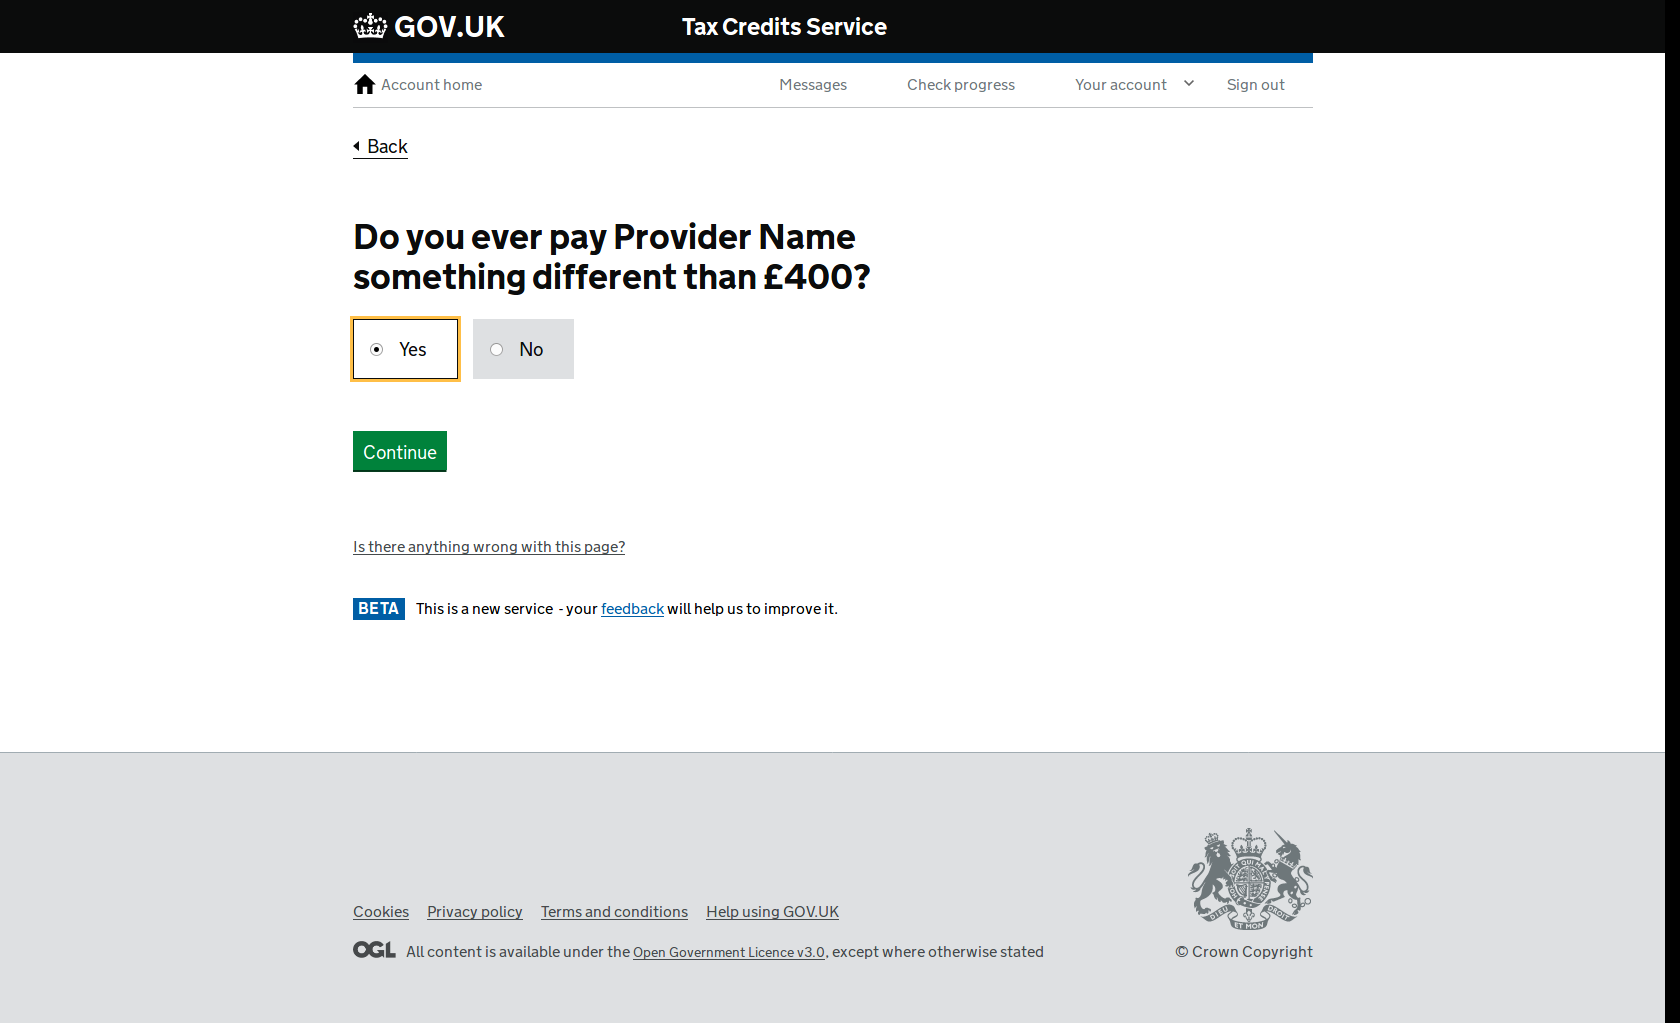 GOV.UK
Tax Credits Service
Account home
Messages
Check progress
Your account
Sign out
Back
Do you ever pay Provider Name
something different than £400?
Yes
No
Continue
Is there anything wrong with this page?
BETA This is a new service - your feedback will help us to improve it.
Cookies
Privacy policy
Terms and conditions
Help using GOV.UK
OGL All content is available under the Open Government Licence v3.0, except where otherwise stated
© Crown Copyright